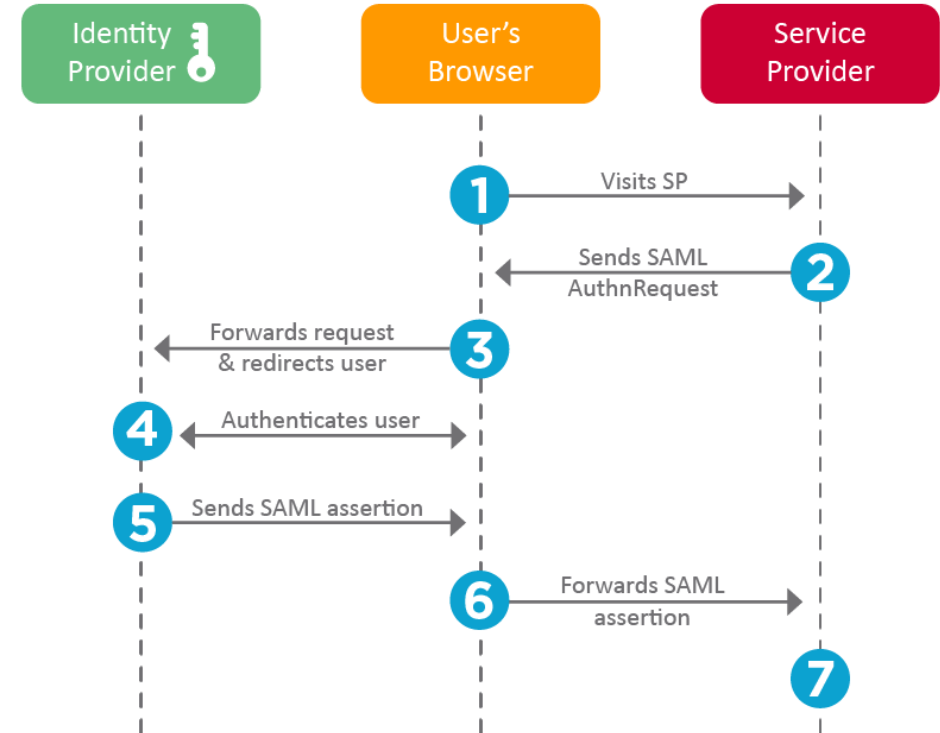 Identity
Provider
User’s
Browser
Service
Provider
1
Visits SP
Sends SAML
AuthnRequest
2
Forwards request
& redirects user
3
4
Authenticates user
5
Sends SAML assertion
6
Forwards SAML
assertion
7